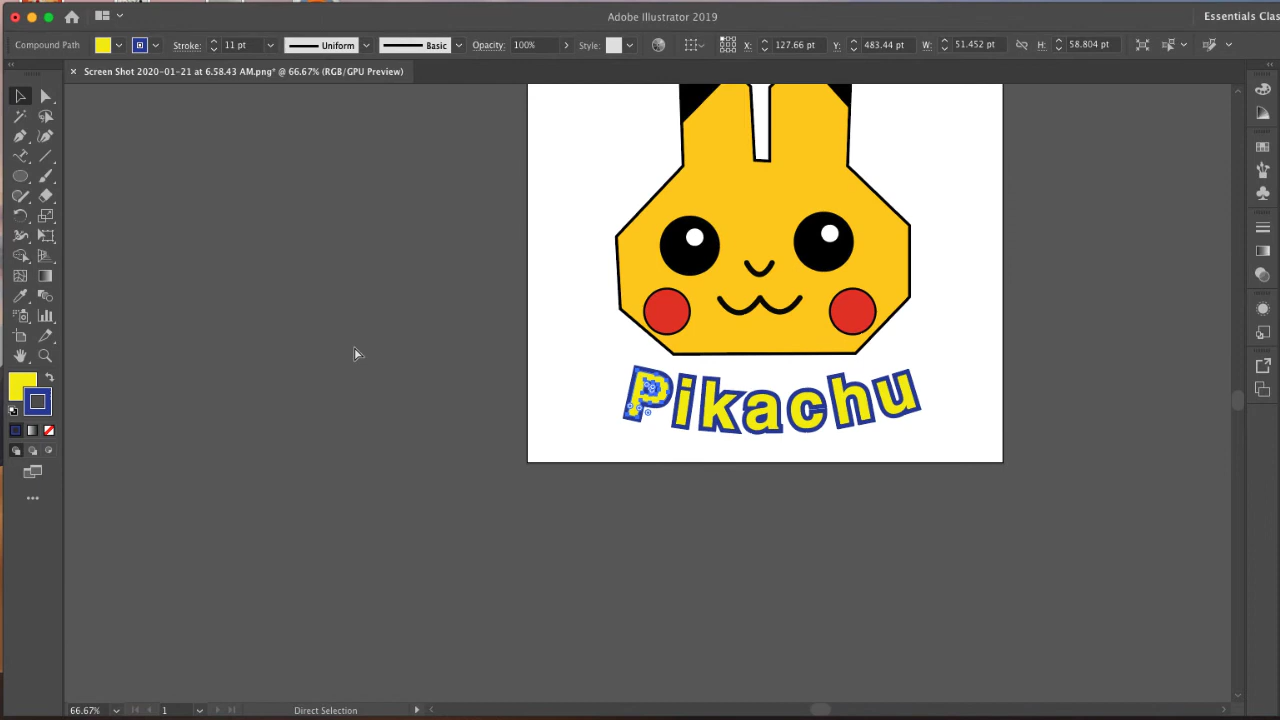 Adobe Illustrator 2019
Essentials Clas
Compound Path
Stroke: 11 pt Uniform Basic Opacity: 100% Style: X: 127.66 pt Y: 483.44 pt W: 51.452 pt H: 58.804 pt
× Screen Shot 2020-01-21 at 6.58.43 AM.png* @ 66.67% (RGB/GPU Preview)
Pikachu
66.67% 1 Direct Selection